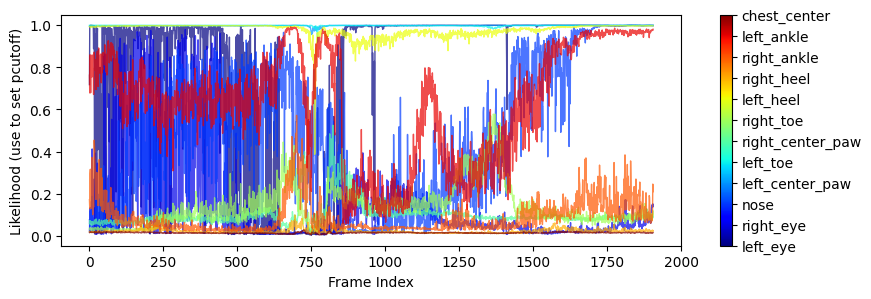 Likelihood (use to set pcutoff)
1.0
0.8
0.6
0.4
0.2
0.0
0
250
500
750
1000
1250
1500
1750
2000
Frame Index
chest_center
left_ankle
right_ankle
right_heel
left_heel
right_toe
right_center_paw
left_toe
left_center_paw
nose
right_eye
left_eye